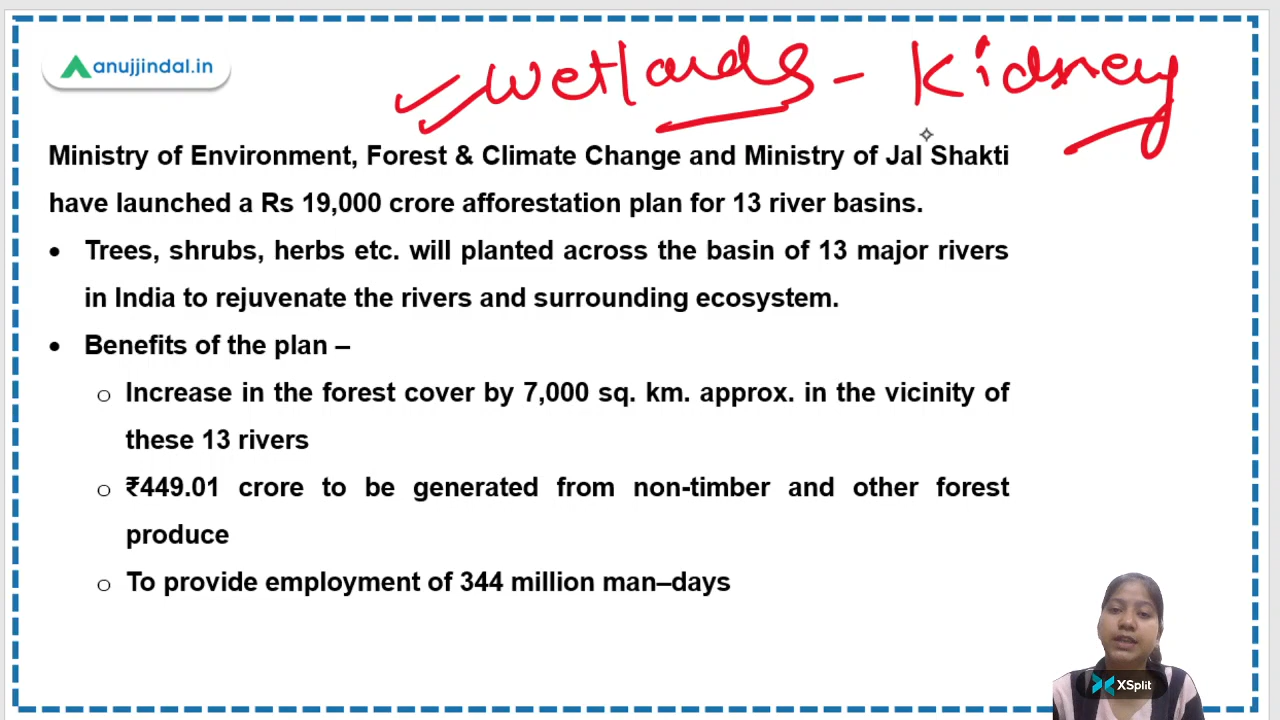 anujjindal.in
Wetlands - Kidney
Ministry of Environment, Forest & Climate Change and Ministry of Jal Shakti
have launched a Rs 19,000 crore afforestation plan for 13 river basins.
• Trees, shrubs, herbs etc. will planted across the basin of 13 major rivers
in India to rejuvenate the rivers and surrounding ecosystem.
• Benefits of the plan –
o Increase in the forest cover by 7,000 sq. km. approx. in the vicinity of
these 13 rivers
o ₹449.01 crore to be generated from non-timber and other forest
produce
o To provide employment of 344 million man–days
XSplit